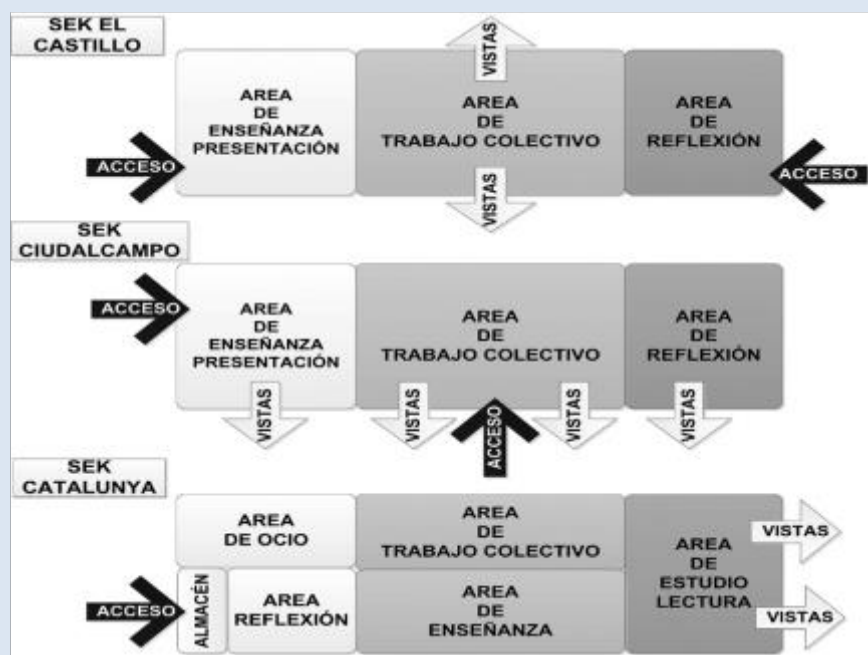 SEK EL
CASTILLO
VISTAS
AREA
DE
ENSEÑANZA
PRESENTACIÓN
AREA
DE
TRABAJO COLECTIVO
AREA
DE
REFLEXIÓN
ACCESO
ACCESO
VISTAS
SEK
CIUDALCAMPO
ACCESO
AREA
DE
ENSEÑANZA
PRESENTACIÓN
AREA
DE
TRABAJO COLECTIVO
AREA
DE
REFLEXIÓN
VISTAS
VISTAS
ACCESO
VISTAS
VISTAS
SEK
CATALUNYA
AREA
DE OCIO
AREA
DE
TRABAJO COLECTIVO
AREA
DE
ESTUDIO
LECTURA
VISTAS
ACCESO
ALMACÉN
AREA
REFLEXIÓN
AREA
DE
ENSEÑANZA
VISTAS